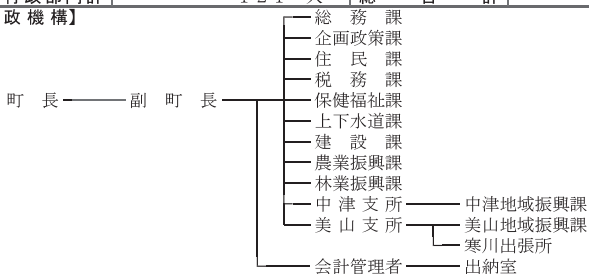 政機構】
総務課
企画政策課
住民課
税務課
町長 副町長 保健福祉課
上下水道課
建設課
農業振興課
林業振興課
中津支所 中津地域振興課
美山支所 美山地域振興課
寒川出張所
会計管理者 出納室